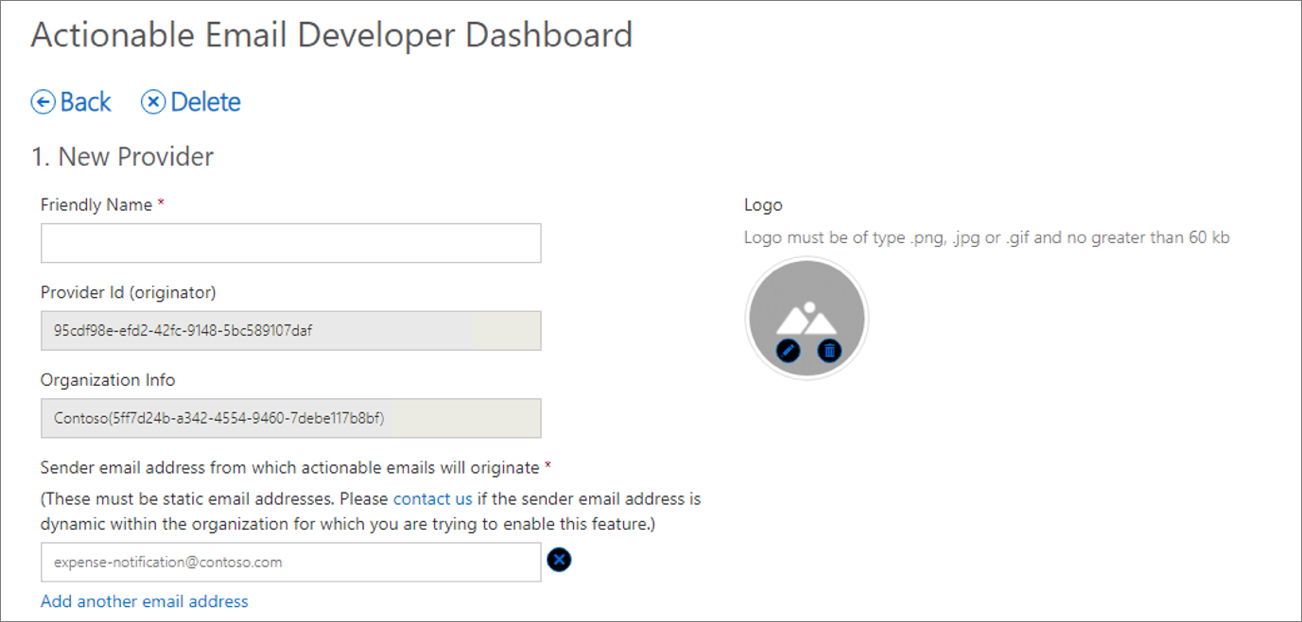 Actionable Email Developer Dashboard
Back Delete
1. New Provider
Friendly Name *
Provider Id (originator)
95cdf98e-efd2-42fc-9148-5bc589107daf
Organization Info
Contoso(5ff7d24b-a342-4554-9460-7debe117b8bf)
Sender email address from which actionable emails will originate *
(These must be static email addresses. Please contact us if the sender email address is
dynamic within the organization for which you are trying to enable this feature.)
expense-notification@contoso.com
Add another email address
Logo
Logo must be of type .png, .jpg or .gif and no greater than 60 kb